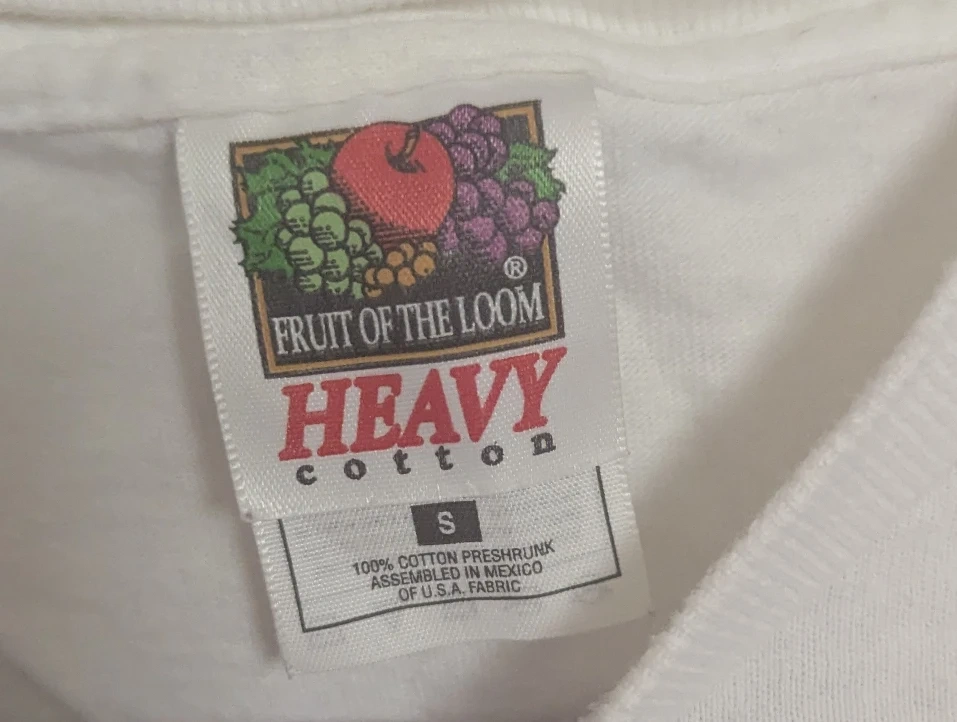 ®
FRUIT OF THE LOOM
HEAVY
cotton
S
100% COTTON PRESHRUNK
ASSEMBLED IN MEXICO
OF U.S.A. FABRIC